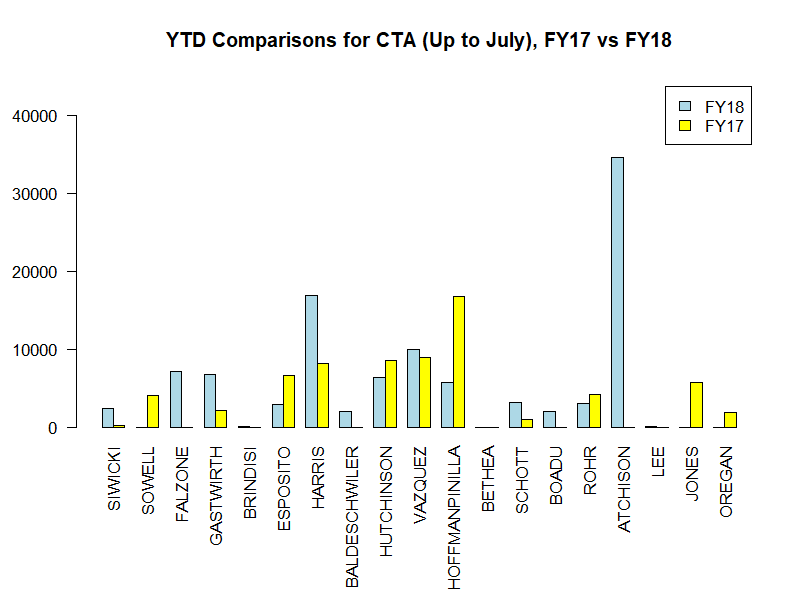 YTD Comparisons for CTA (Up to July), FY17 vs FY18
FY18
FY17
40000
30000
20000
10000
0
SIWICKI
SOWELL
FALZONE
GASTWIRTH
BRINDISI
ESPOSITO
HARRIS
BALDESCHWILER
HUTCHINSON
VAZQUEZ
HOFFMANPINILLA
BETHEA
SCHOTT
BOADU
ROHR
ATCHISON
LEE
JONES
OREGAN